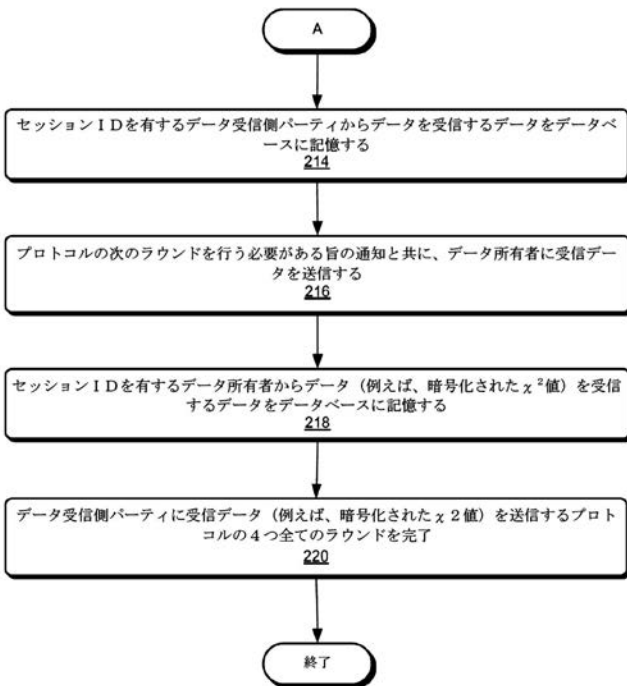 A
セッションＩＤを有するデータ受信側パーティからデータを受信するデータをデータベ
ースに記憶する
214
プロトコルの次のラウンドを行う必要がある旨の通知と共に、データ所有者に受信デー
タを送信する
216
セッションＩＤを有するデータ所有者からデータ（例えば、暗号化されたχ²値）を受信
するデータをデータベースに記憶する
218
データ受信側パーティに受信データ（例えば、暗号化されたχ２値）を送信するプロト
コルの４つ全てのラウンドを完了
220
終了